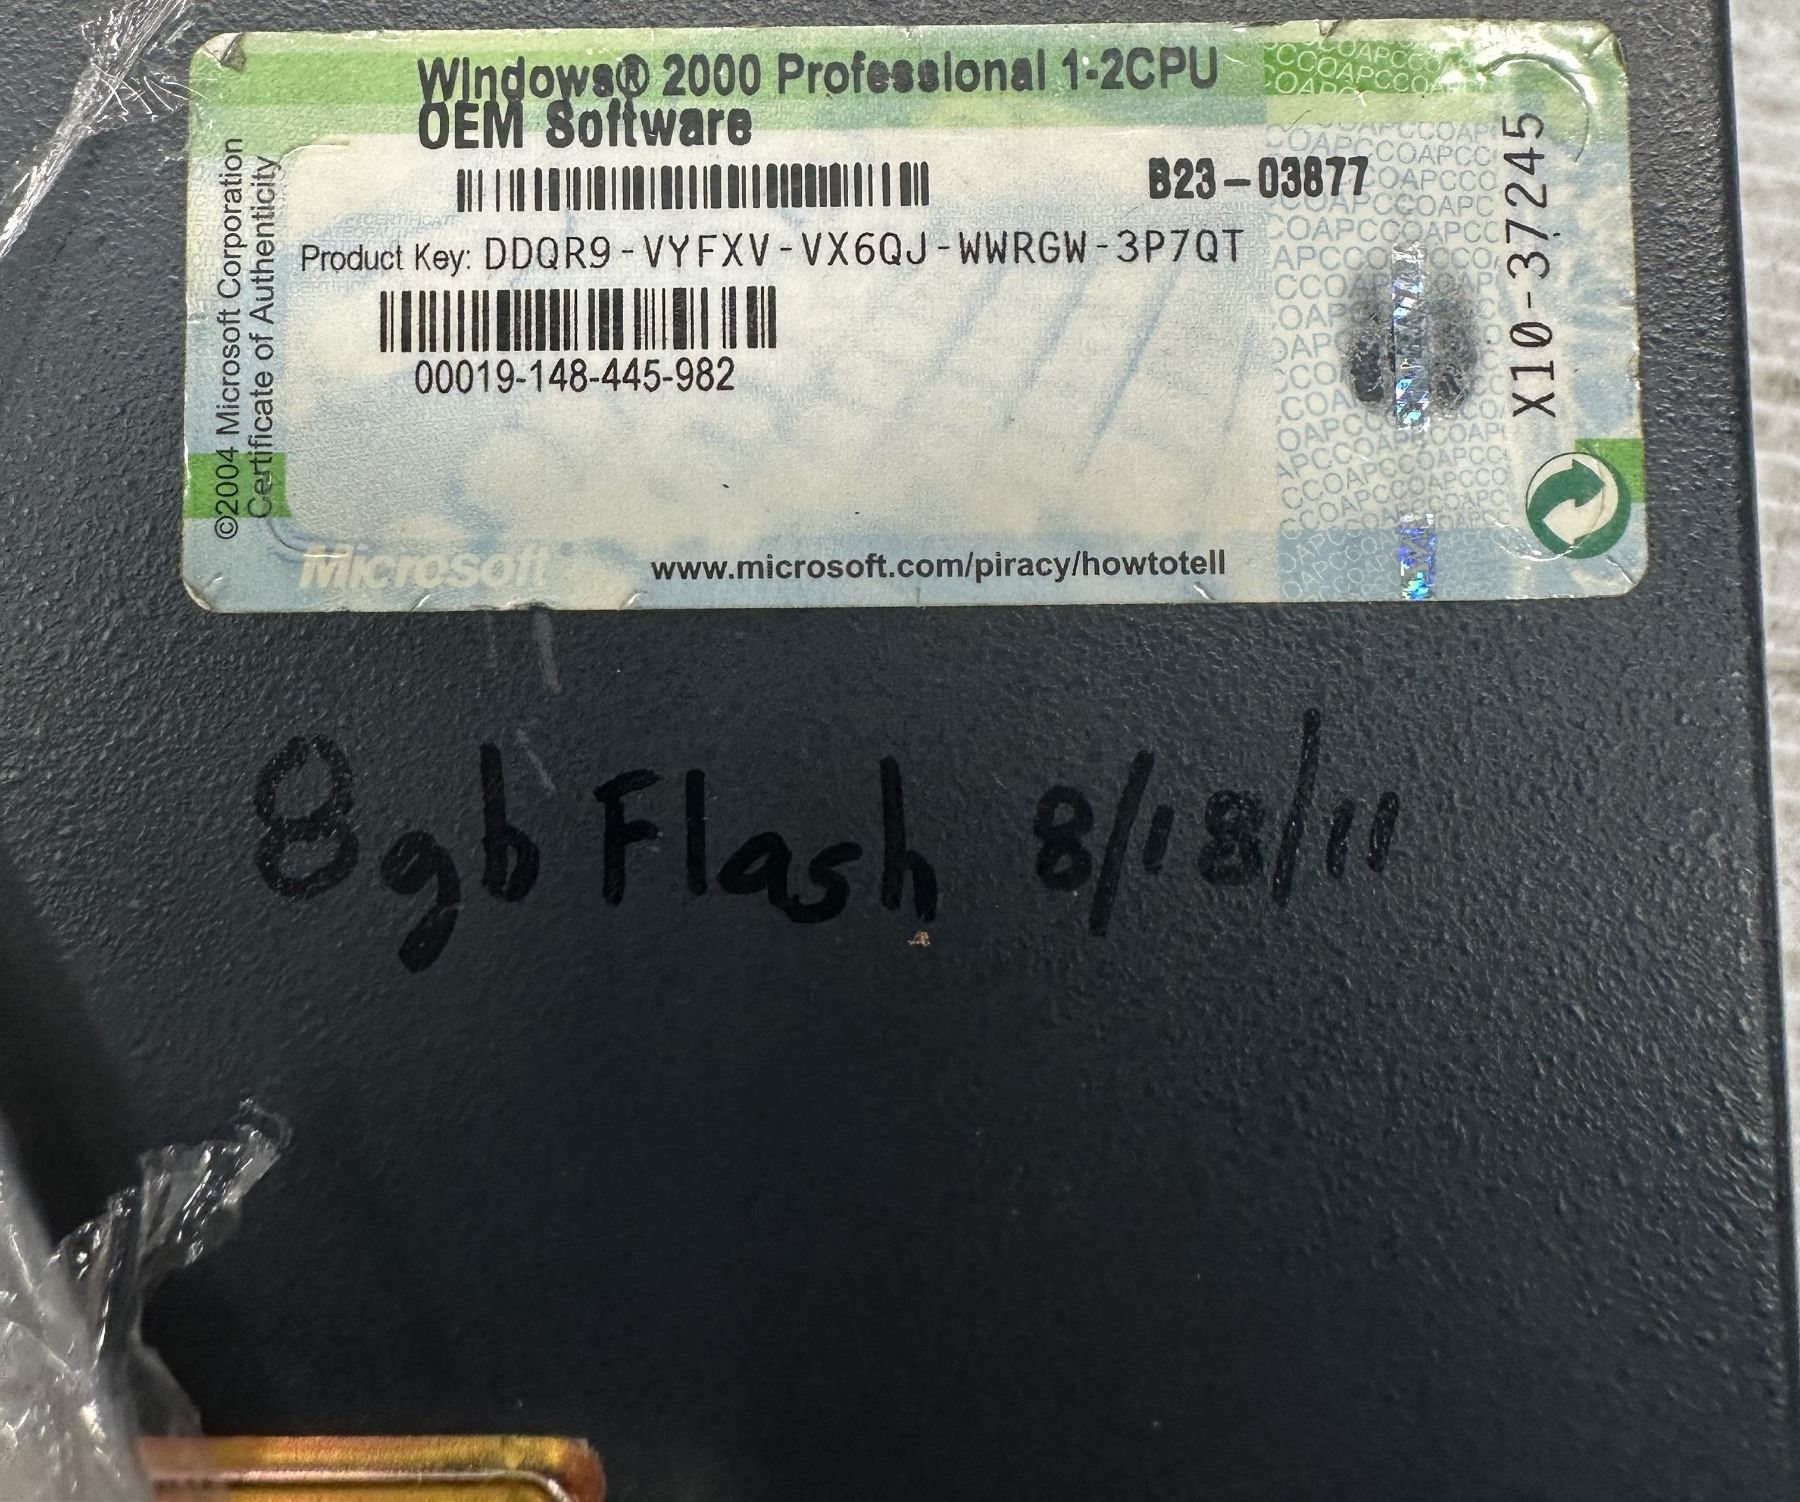 Windows® 2000 Professional 1-2CPU
OEM Software
B23-03877
Product Key: DDQR9-VYFXV-VX6QJ-WWRGW-3P7QT
00019-148-445-982
©2004 Microsoft Corporation
Certificate of Authenticity
X10-37245
Microsoft
www.microsoft.com/piracy/howtotell
8gb Flash 8/18/11